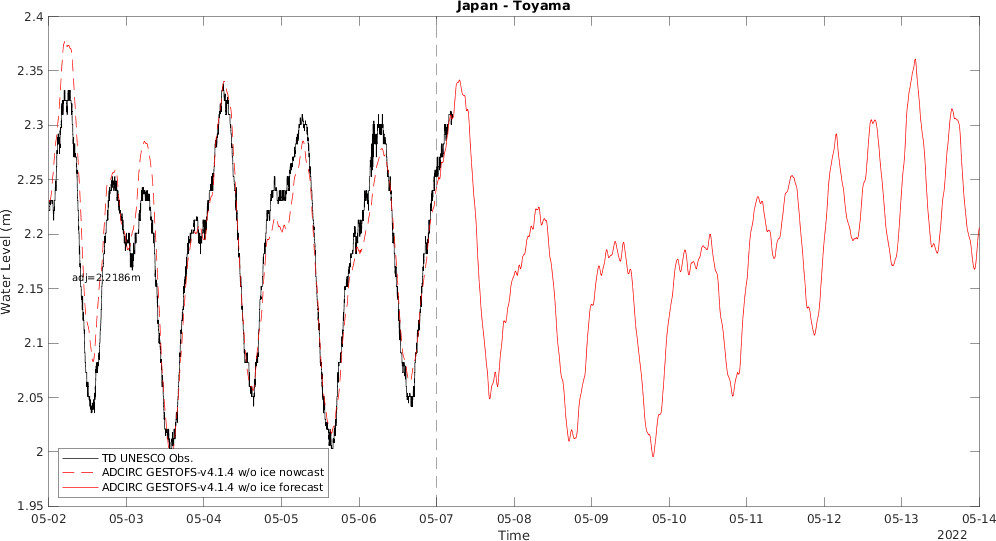 Japan - Toyama
2.4
2.35
2.3
2.25
2.2
2.15
2.1
2.05
2
1.95
Water Level (m)
adj=2.2186m
TD UNESCO Obs.
ADCIRC GESTOFS-v4.1.4 w/o ice nowcast
ADCIRC GESTOFS-v4.1.4 w/o ice forecast
05-02 05-03 05-04 05-05 05-06 05-07 05-08 05-09 05-10 05-11 05-12 05-13 05-14
Time
2022